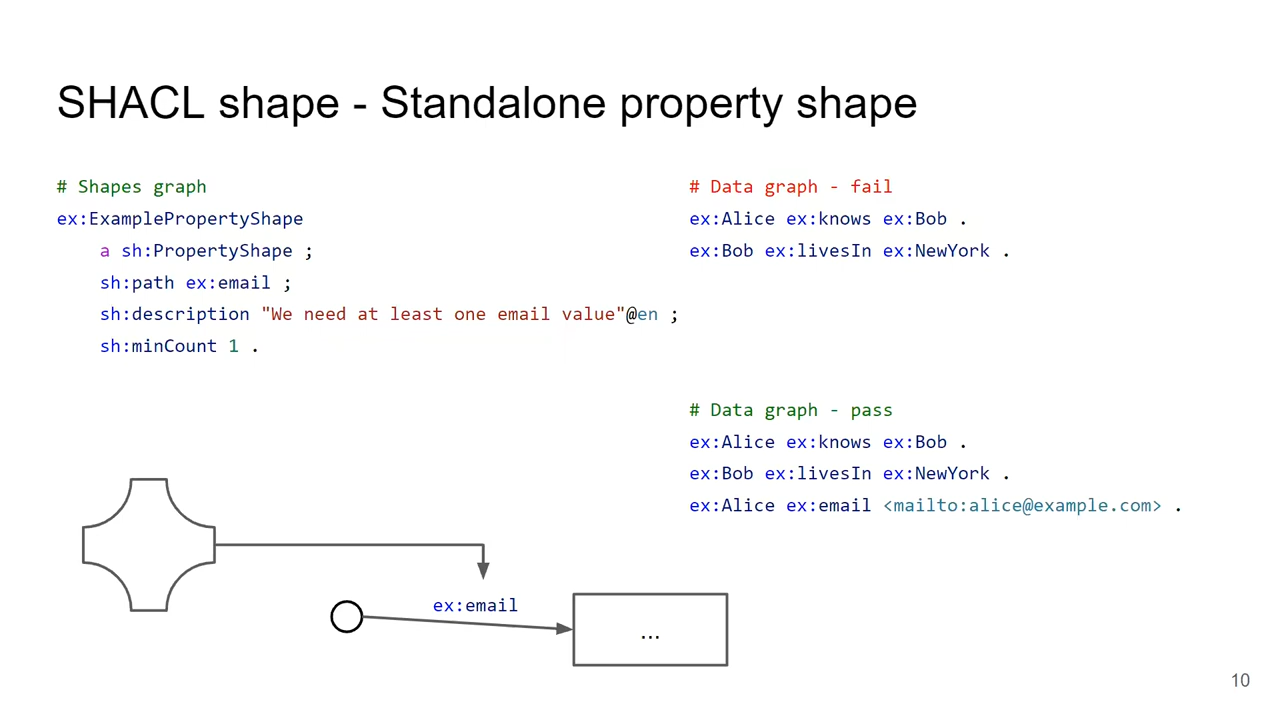 SHACL shape - Standalone property shape
# Shapes graph
ex:ExamplePropertyShape
    a sh:PropertyShape ;
    sh:path ex:email ;
    sh:description "We need at least one email value"@en ;
    sh:minCount 1 .
# Data graph - fail
ex:Alice ex:knows ex:Bob .
ex:Bob ex:livesIn ex:NewYork .
# Data graph - pass
ex:Alice ex:knows ex:Bob .
ex:Bob ex:livesIn ex:NewYork .
ex:Alice ex:email <mailto:alice@example.com> .
ex:email
...
10